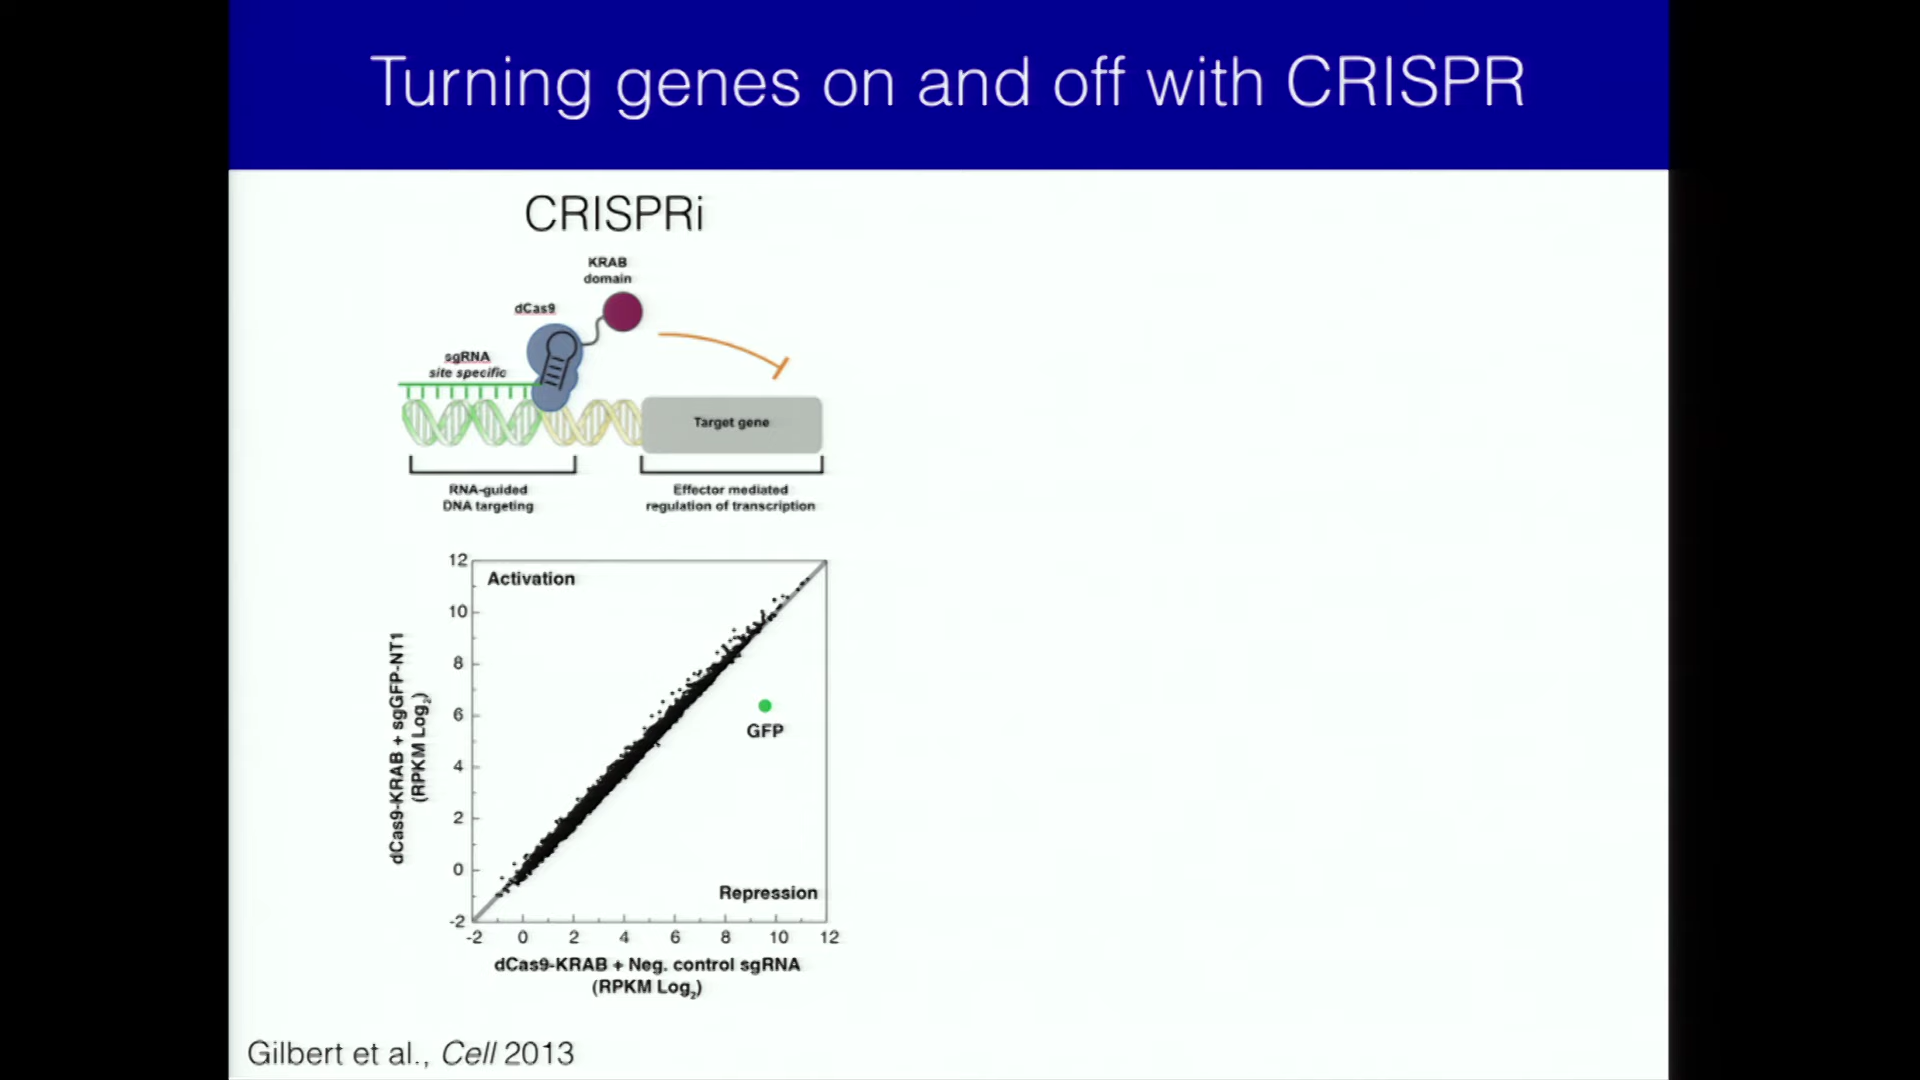 Turning genes on and off with CRISPR
CRISPRi
KRAB
domain
dCas9
sgRNA
site specific
Target gene
RNA-guided
DNA targeting
Effector mediated
regulation of transcription
12
Activation
10
8
6
4
2
0
-2
dCas9-KRAB + sgGFP-NT1
(RPKM Log₂)
GFP
Repression
-2 0 2 4 6 8 10 12
dCas9-KRAB + Neg. control sgRNA
(RPKM Log₂)
Gilbert et al., Cell 2013